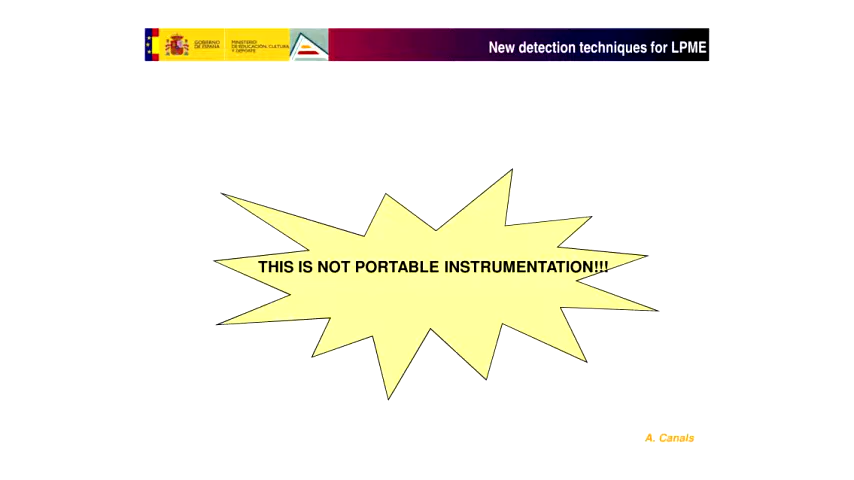 GOBIERNO
DE ESPAÑA
MINISTERIO
DE EDUCACIÓN, CULTURA
Y DEPORTE
New detection techniques for LPME
THIS IS NOT PORTABLE INSTRUMENTATION!!!
A. Canals